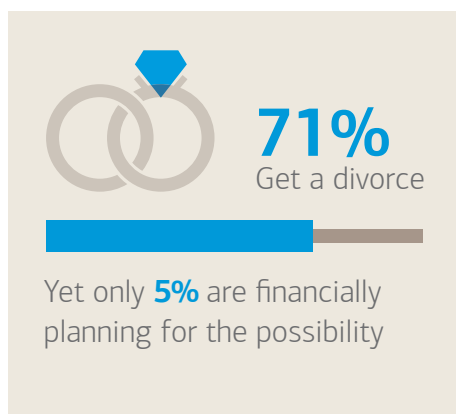 71%
Get a divorce
Yet only 5% are financially
planning for the possibility